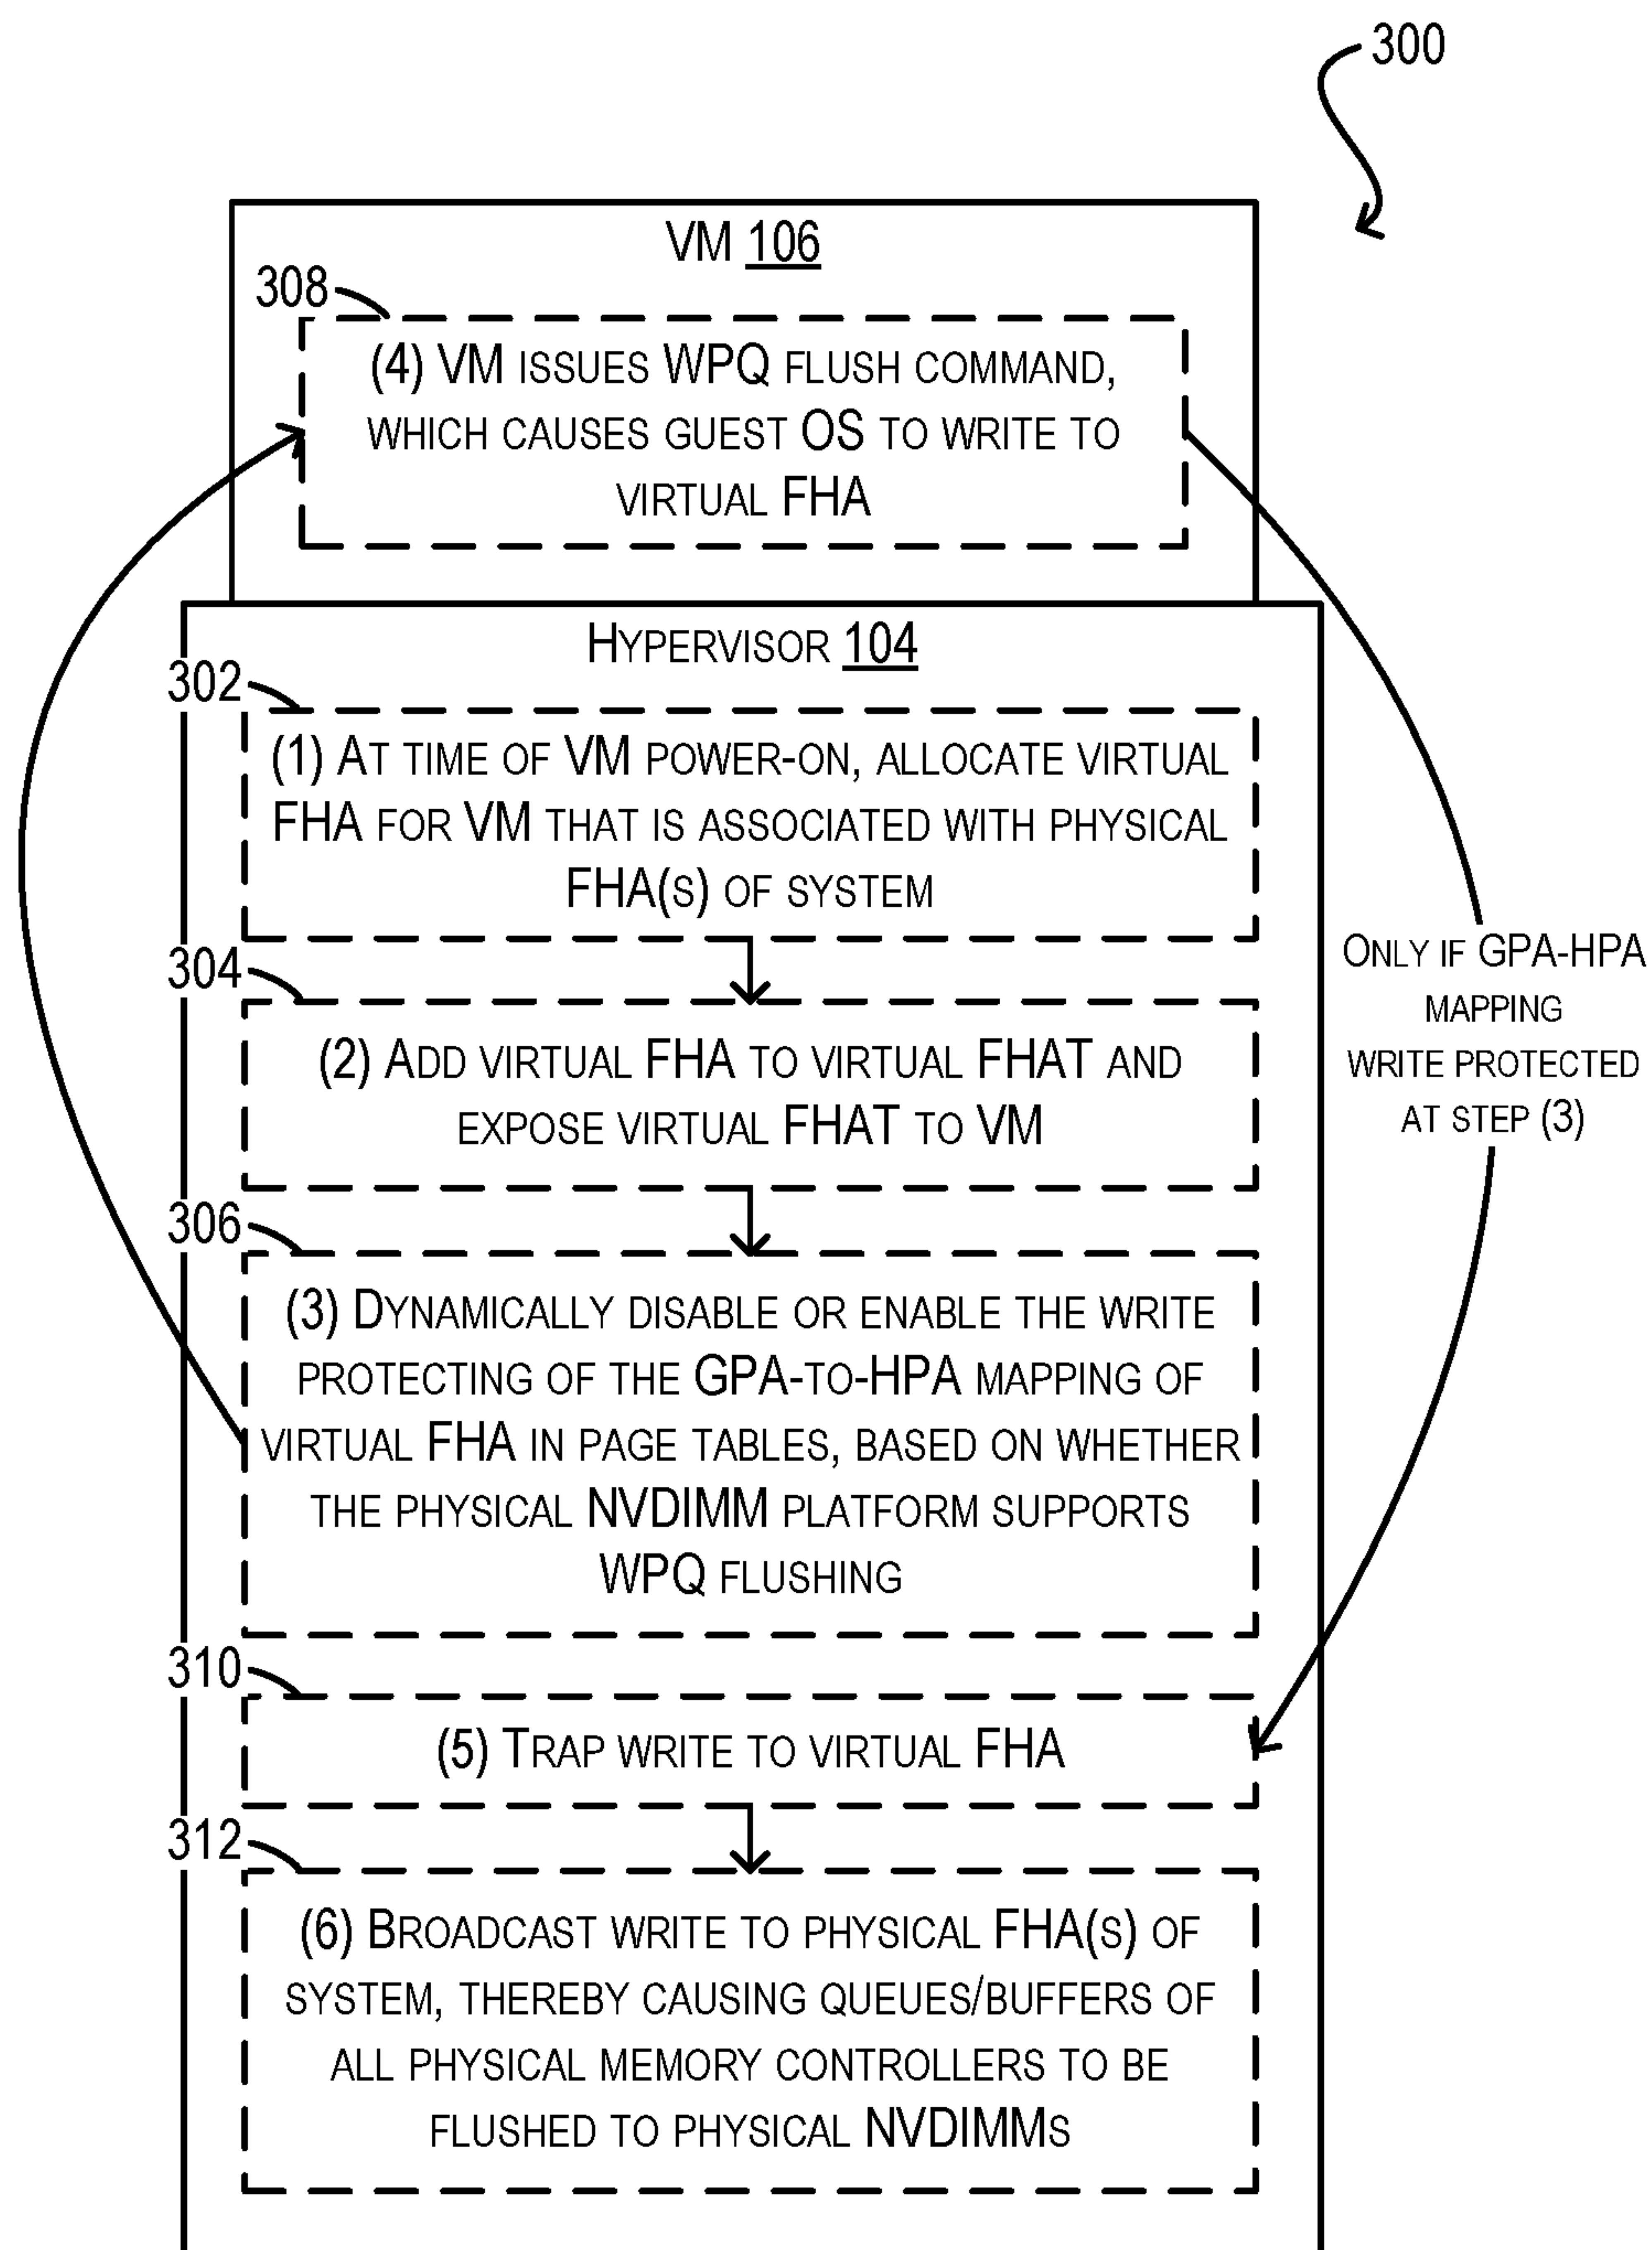 300
VM 106
308
(4) VM ISSUES WPQ FLUSH COMMAND,
WHICH CAUSES GUEST OS TO WRITE TO
VIRTUAL FHA
HYPERVISOR 104
302
(1) AT TIME OF VM POWER-ON, ALLOCATE VIRTUAL
FHA FOR VM THAT IS ASSOCIATED WITH PHYSICAL
FHA(S) OF SYSTEM
304
(2) ADD VIRTUAL FHA TO VIRTUAL FHAT AND
EXPOSE VIRTUAL FHAT TO VM
ONLY IF GPA-HPA
MAPPING
WRITE PROTECTED
AT STEP (3)
306
(3) DYNAMICALLY DISABLE OR ENABLE THE WRITE
PROTECTING OF THE GPA-TO-HPA MAPPING OF
VIRTUAL FHA IN PAGE TABLES, BASED ON WHETHER
THE PHYSICAL NVDIMM PLATFORM SUPPORTS
WPQ FLUSHING
310
(5) TRAP WRITE TO VIRTUAL FHA
312
(6) BROADCAST WRITE TO PHYSICAL FHA(S) OF
SYSTEM, THEREBY CAUSING QUEUES/BUFFERS OF
ALL PHYSICAL MEMORY CONTROLLERS TO BE
FLUSHED TO PHYSICAL NVDIMMS